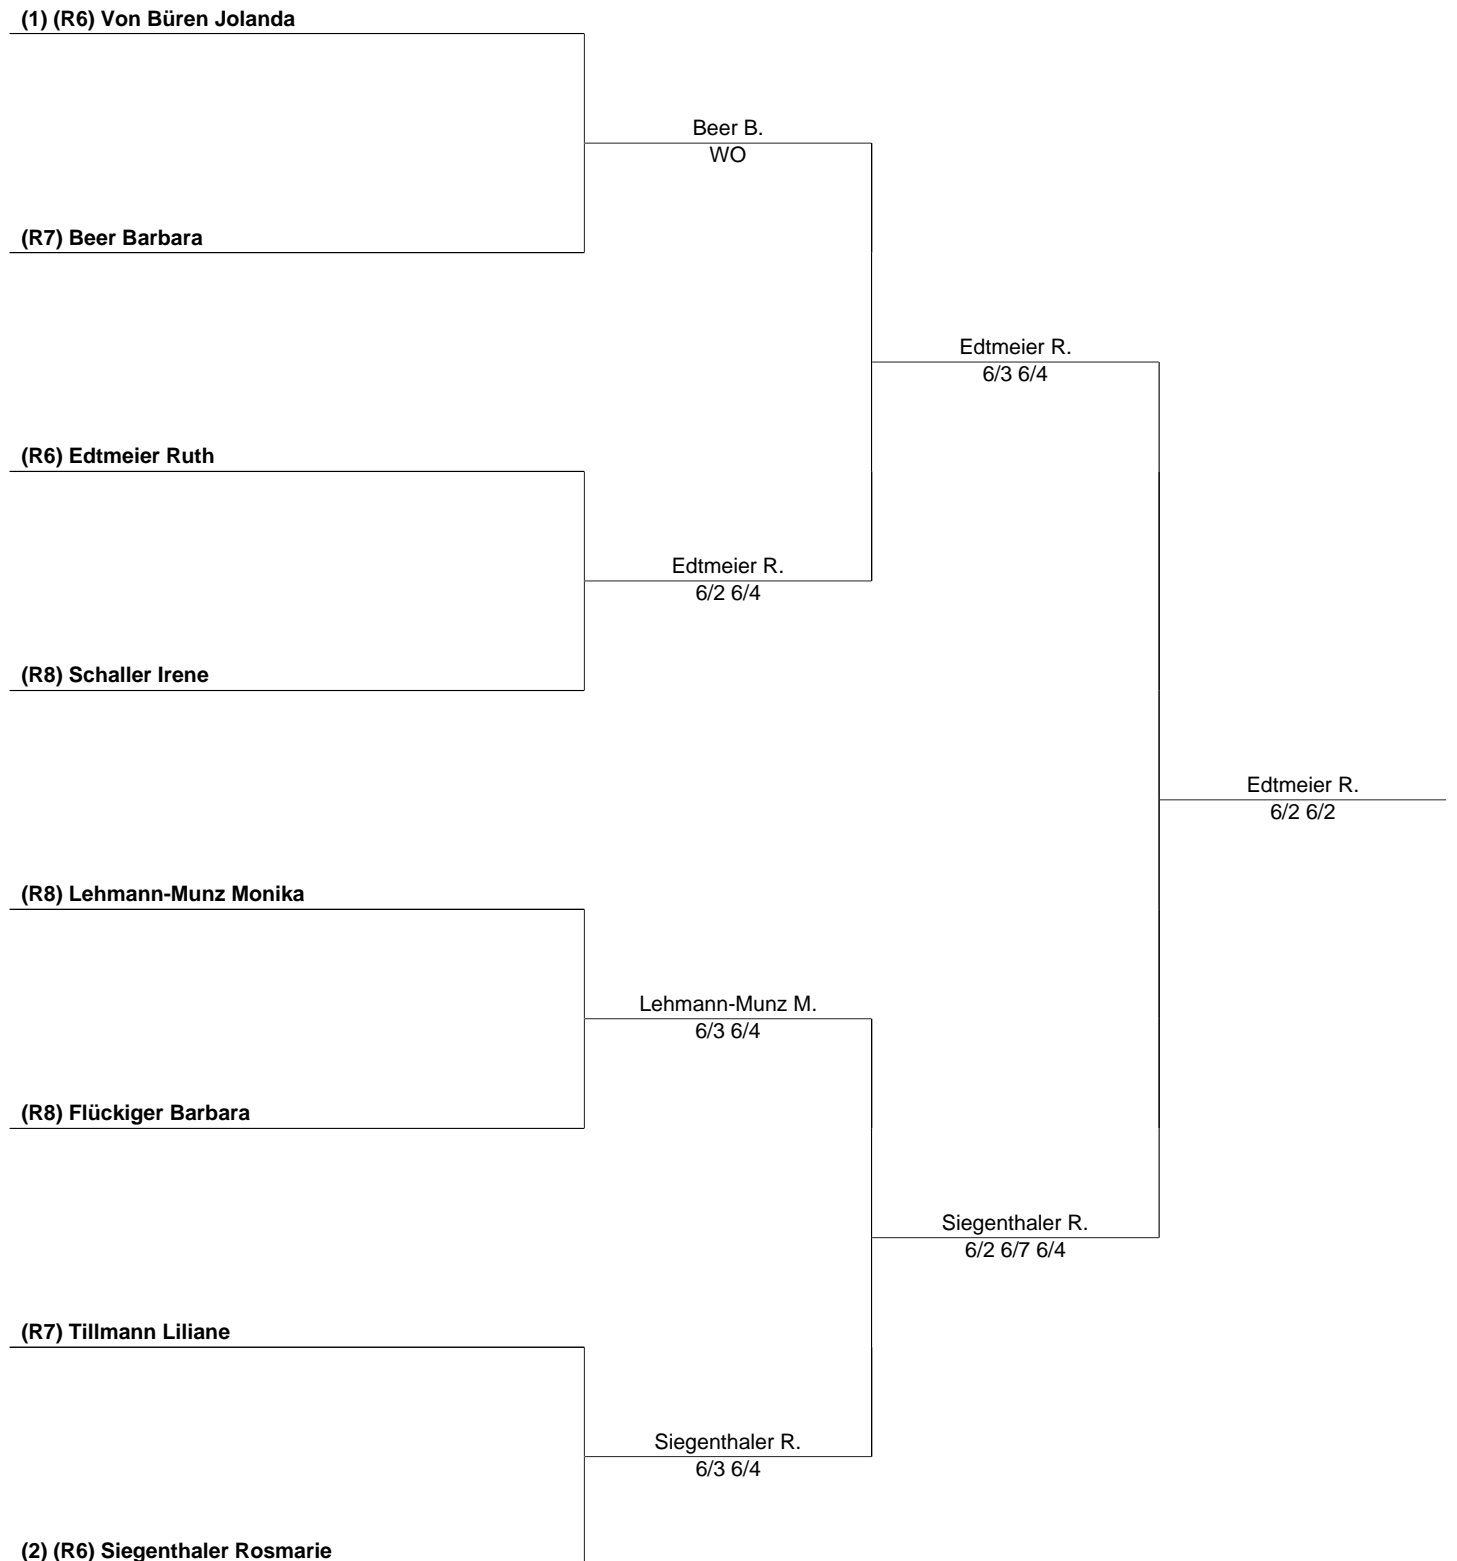 (1) (R6) Von Büren Jolanda
Beer B.
WO
(R7) Beer Barbara
Edtmeier R.
6/3 6/4
(R6) Edtmeier Ruth
Edtmeier R.
6/2 6/4
(R8) Schaller Irene
Edtmeier R.
6/2 6/2
(R8) Lehmann-Munz Monika
Lehmann-Munz M.
6/3 6/4
(R8) Flückiger Barbara
Siegenthaler R.
6/2 6/7 6/4
(R7) Tillmann Liliane
Siegenthaler R.
6/3 6/4
(2) (R6) Siegenthaler Rosmarie